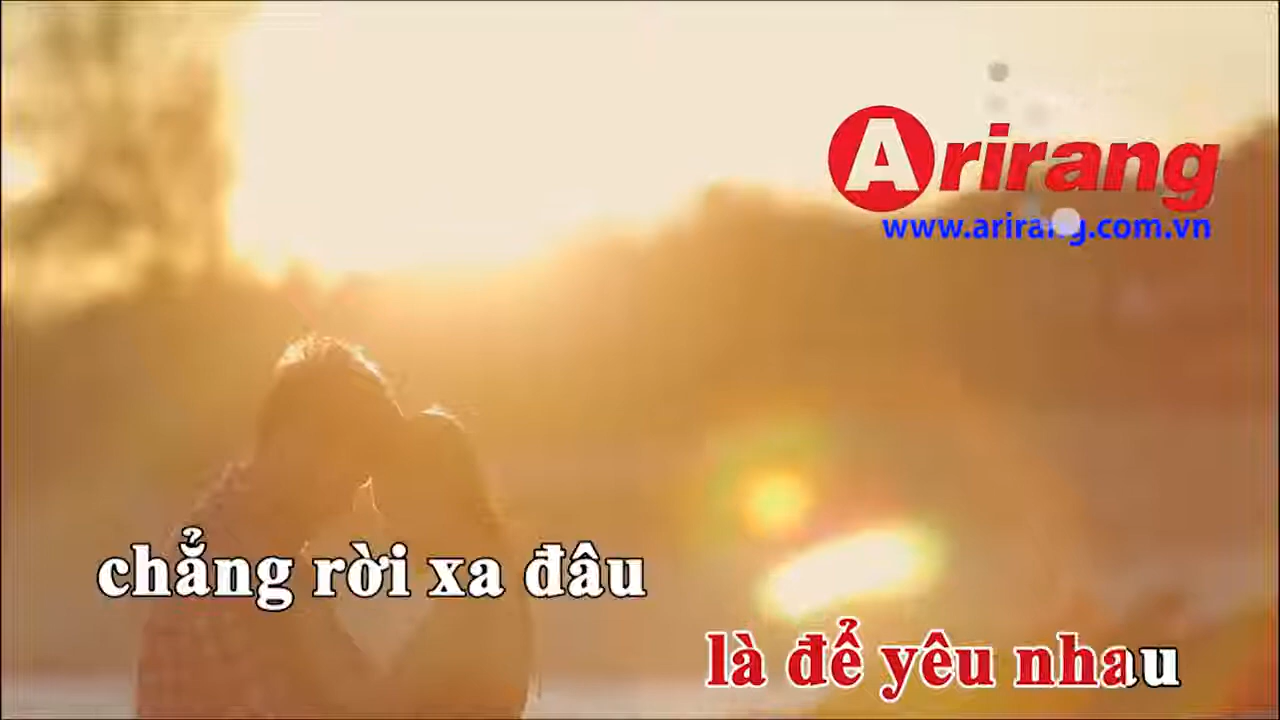 Arirang
www.arirang.com.vn
chẳng rời xa đâu
là để yêu nhau